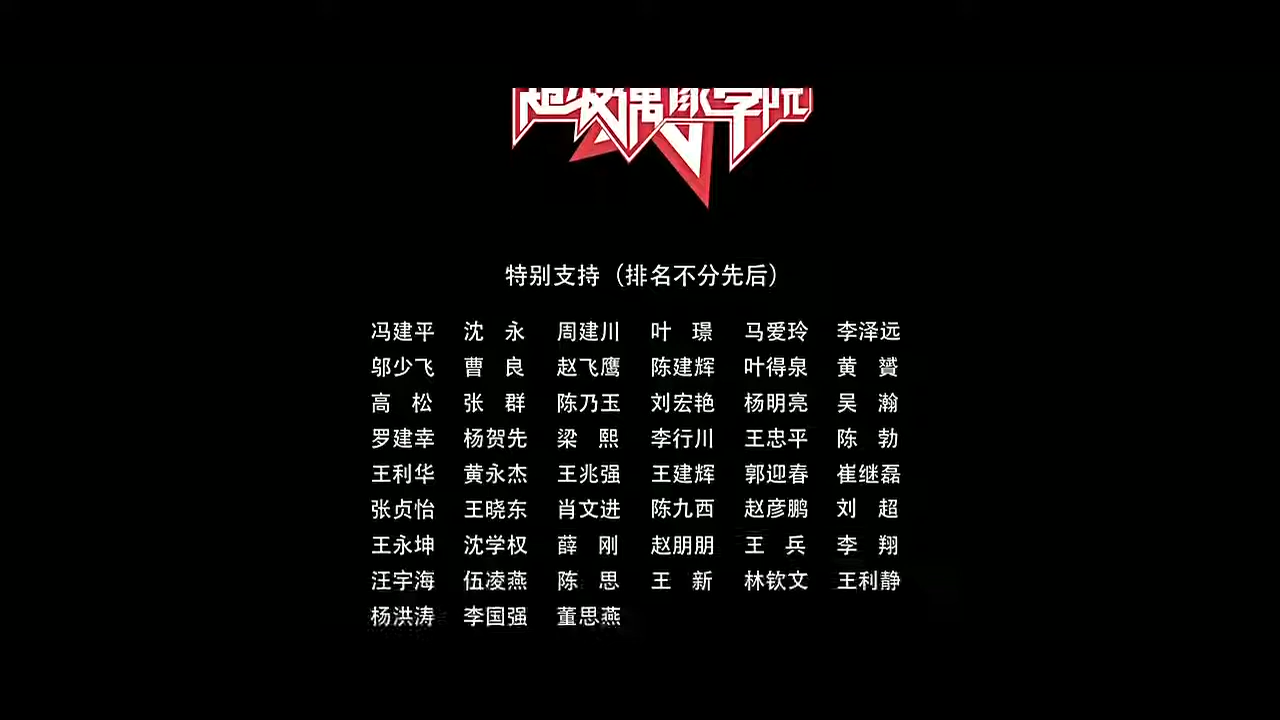 超级偶像学院
特别支持（排名不分先后）
冯建平 沈 永 周建川 叶 璟 马爱玲 李泽远
邬少飞 曹 良 赵飞鹰 陈建辉 叶得泉 黄 贇
高 松 张 群 陈乃玉 刘宏艳 杨明亮 吴 瀚
罗建幸 杨贺先 梁 熙 李行川 王忠平 陈 勃
王利华 黄永杰 王兆强 王建辉 郭迎春 崔继磊
张贞怡 王晓东 肖文进 陈九西 赵彦鹏 刘 超
王永坤 沈学权 薛 刚 赵朋朋 王 兵 李 翔
汪宇海 伍凌燕 陈 思 王 新 林钦文 王利静
杨洪涛 李国强 董思燕